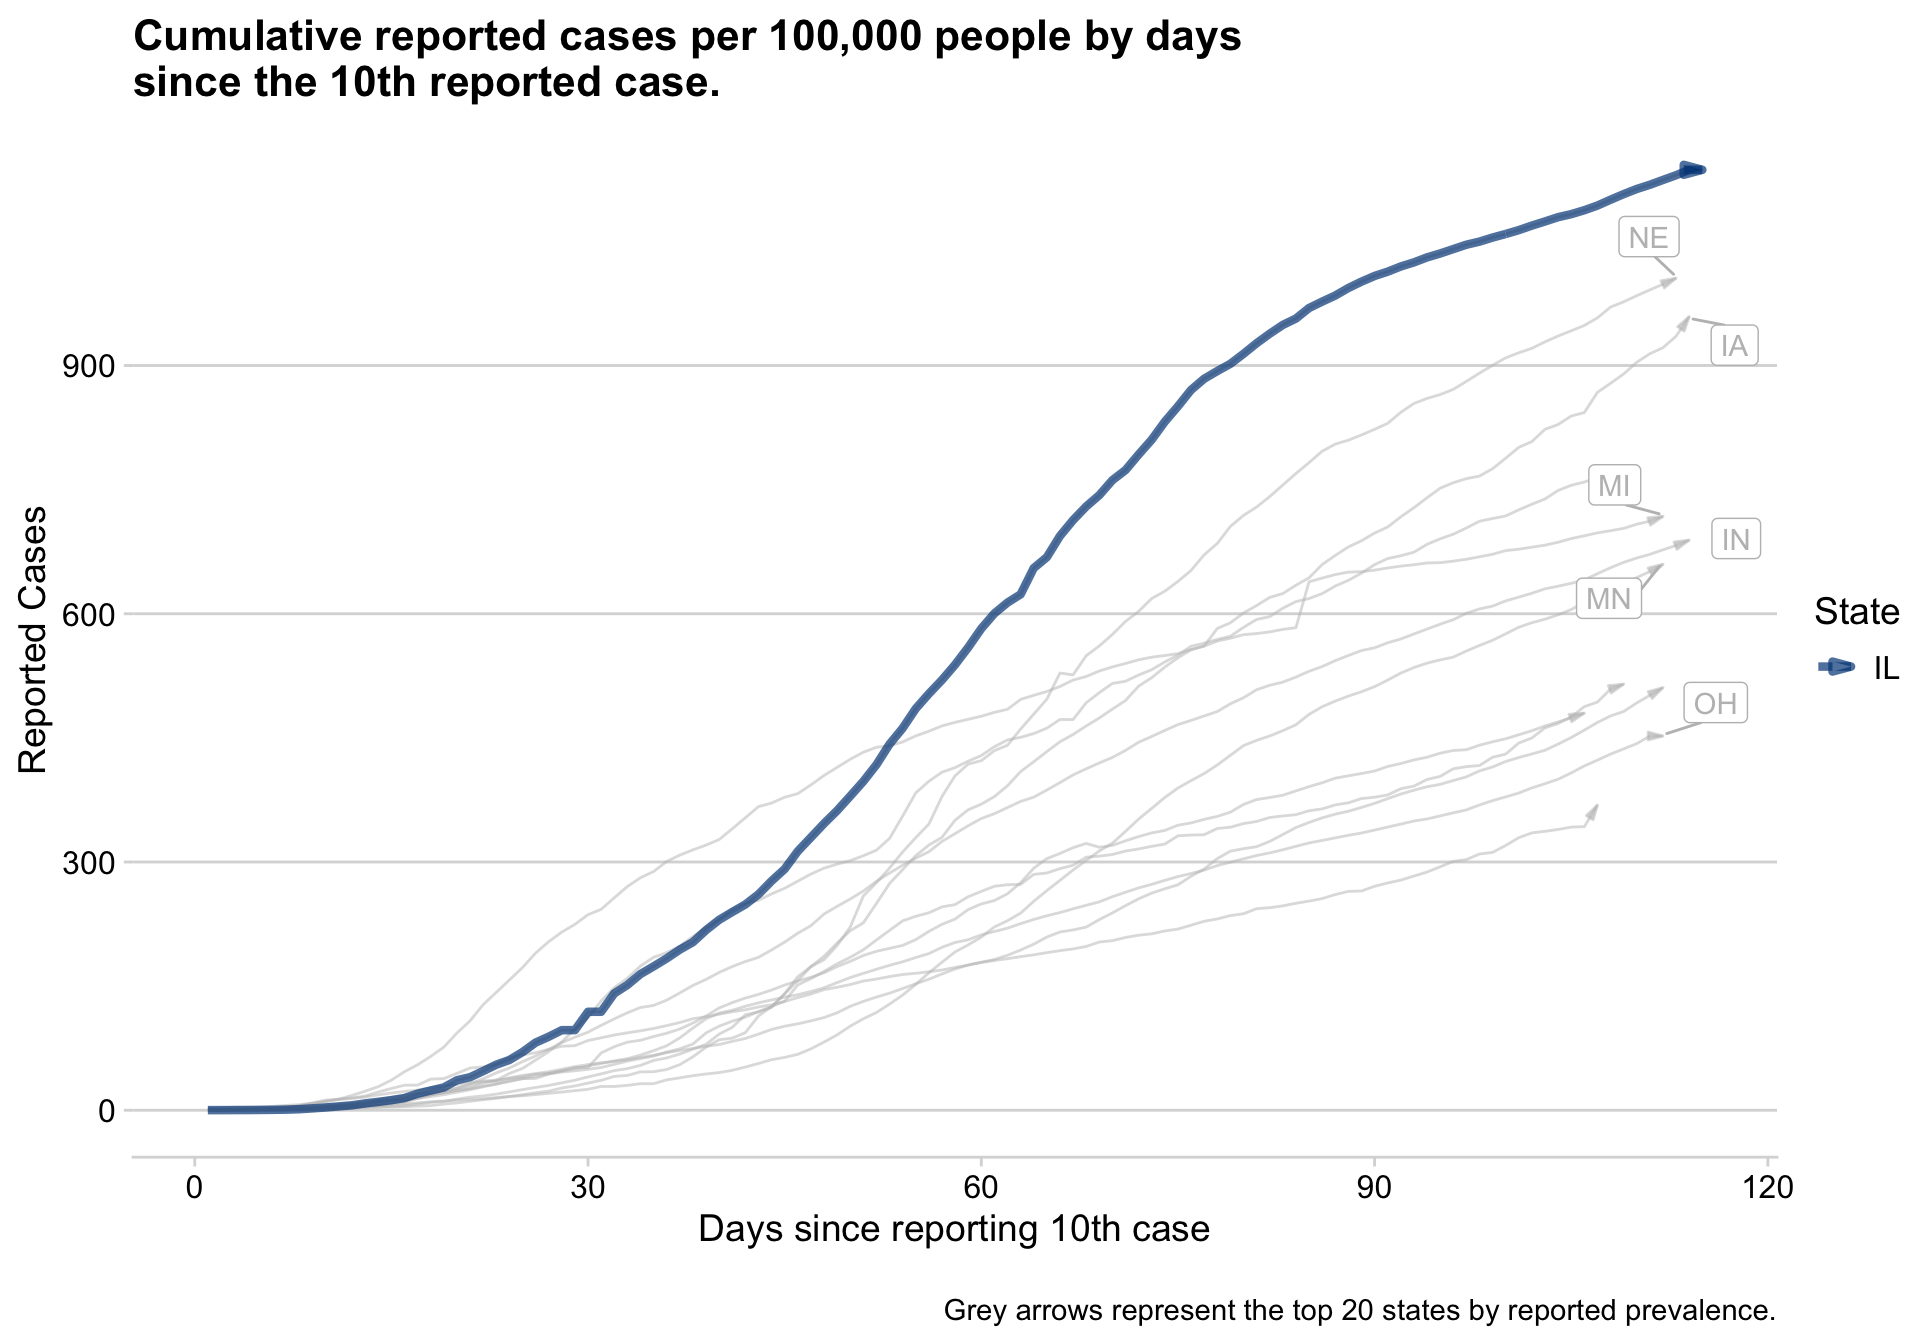 Cumulative reported cases per 100,000 people by days
since the 10th reported case.
NE
IA
900
MI
IN
MN
600
State
IL
OH
Reported Cases
300
0
0 30 60 90 120
Days since reporting 10th case
Grey arrows represent the top 20 states by reported prevalence.